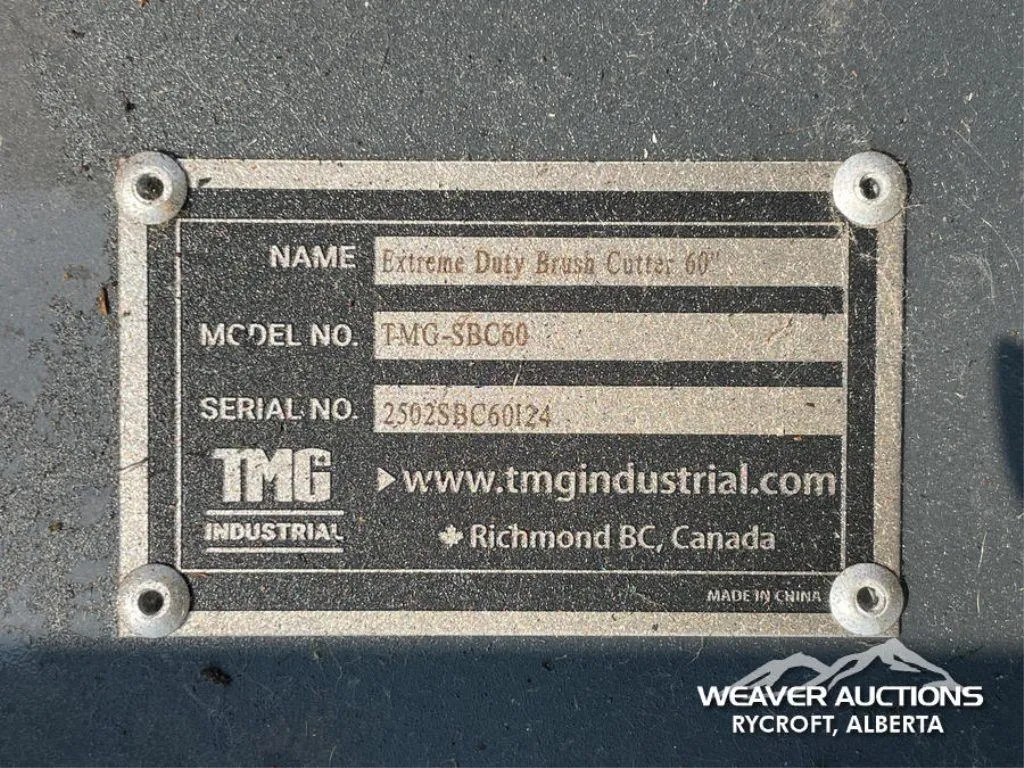 NAME Extreme Duty Brush Cutter 60"
MODEL NO. TMG-SBC60
SERIAL NO. 2502SBC60I24
TMG
INDUSTRIAL
www.tmgindustrial.com
Richmond BC, Canada
MADE IN CHINA
WEAVER AUCTIONS
RYCROFT, ALBERTA